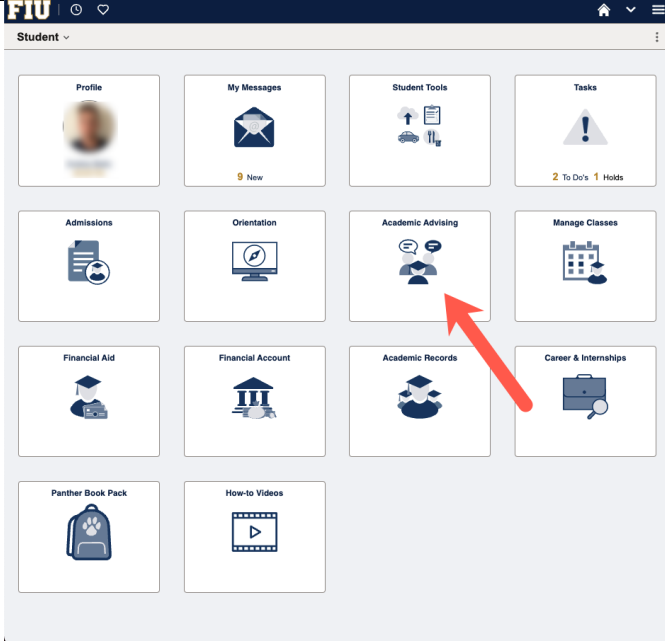 FIU
Student
Profile
My Messages
Student Tools
Tasks
9 New
2 To Do's 1 Holds
Admissions
Orientation
Academic Advising
Manage Classes
Financial Aid
Financial Account
Academic Records
Career & Internships
Panther Book Pack
How-to Videos